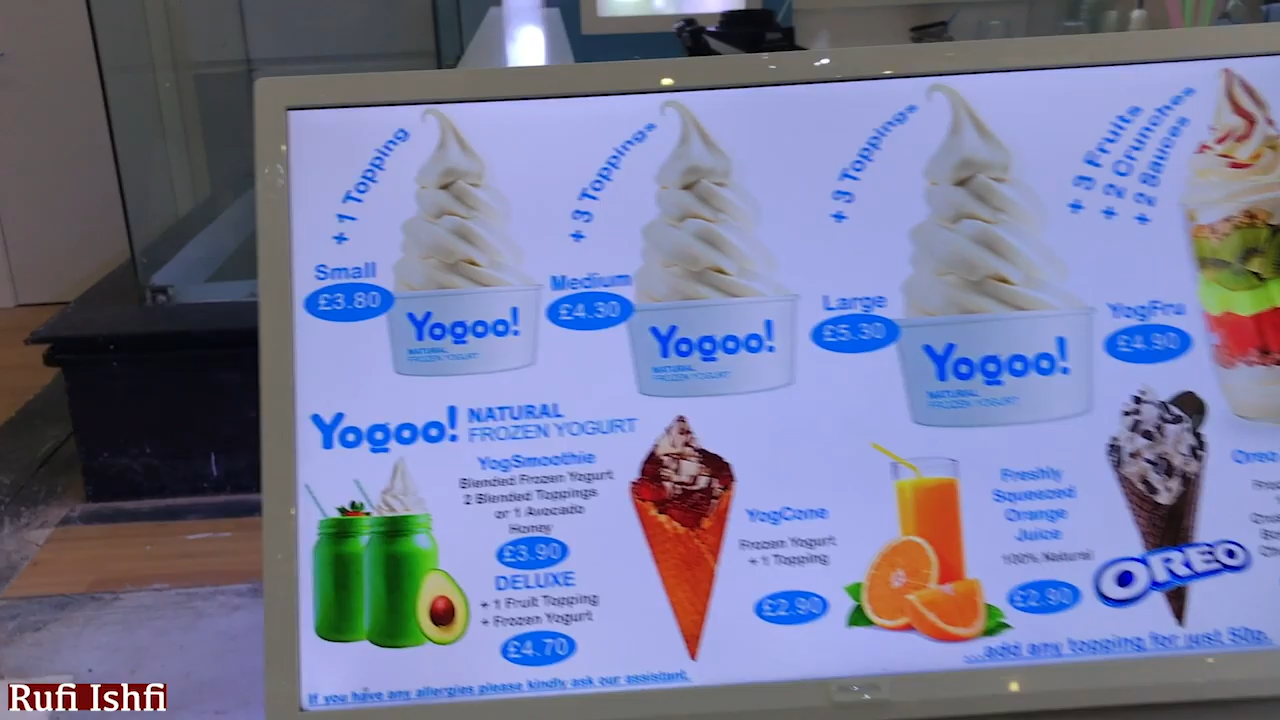 + 1 Topping
Small
£3.80
Yogoo!
NATURAL
FROZEN YOGURT
+ 3 Toppings
Medium
£4.30
Yogoo!
NATURAL
FROZEN YOGURT
+ 3 Toppings
Large
£5.30
Yogoo!
NATURAL
FROZEN YOGURT
+ 3 Fruits
+ 2 Crunches
+ 2 Sauces
YogFru
£4.90
Yogoo! NATURAL
FROZEN YOGURT
YogSmoothie
Blended Frozen Yogurt
2 Blended Toppings
or 1 Avocado
Honey
£3.90
DELUXE
+ 1 Fruit Topping
+ Frozen Yogurt
£4.70
YogCone
Frozen Yogurt
+ 1 Topping
£2.90
Freshly
Squeezed
Orange
Juice
100% Natural
£2.90
OREO
Oreo
...add any topping for just 50p.
If you have any allergies please kindly ask our assistant.
Rufi Ishfi